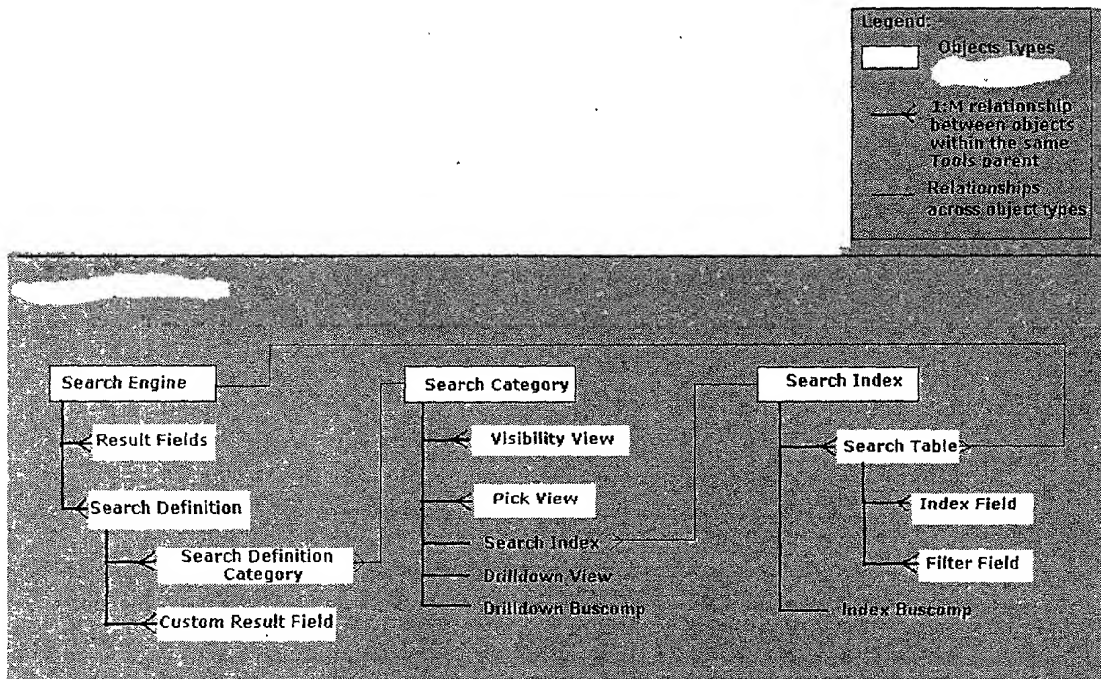 Legend:
Objects Types
1:M relationship
between objects
within the same
Tools parent
Relationships
across object types
Search Engine
Result Fields
Search Definition
Search Definition
Category
Custom Result Field
Search Category
Visibility View
Pick View
Search Index
Drilldown View
Drilldown Buscomp
Search Index
Search Table
Index Field
Filter Field
Index Buscomp